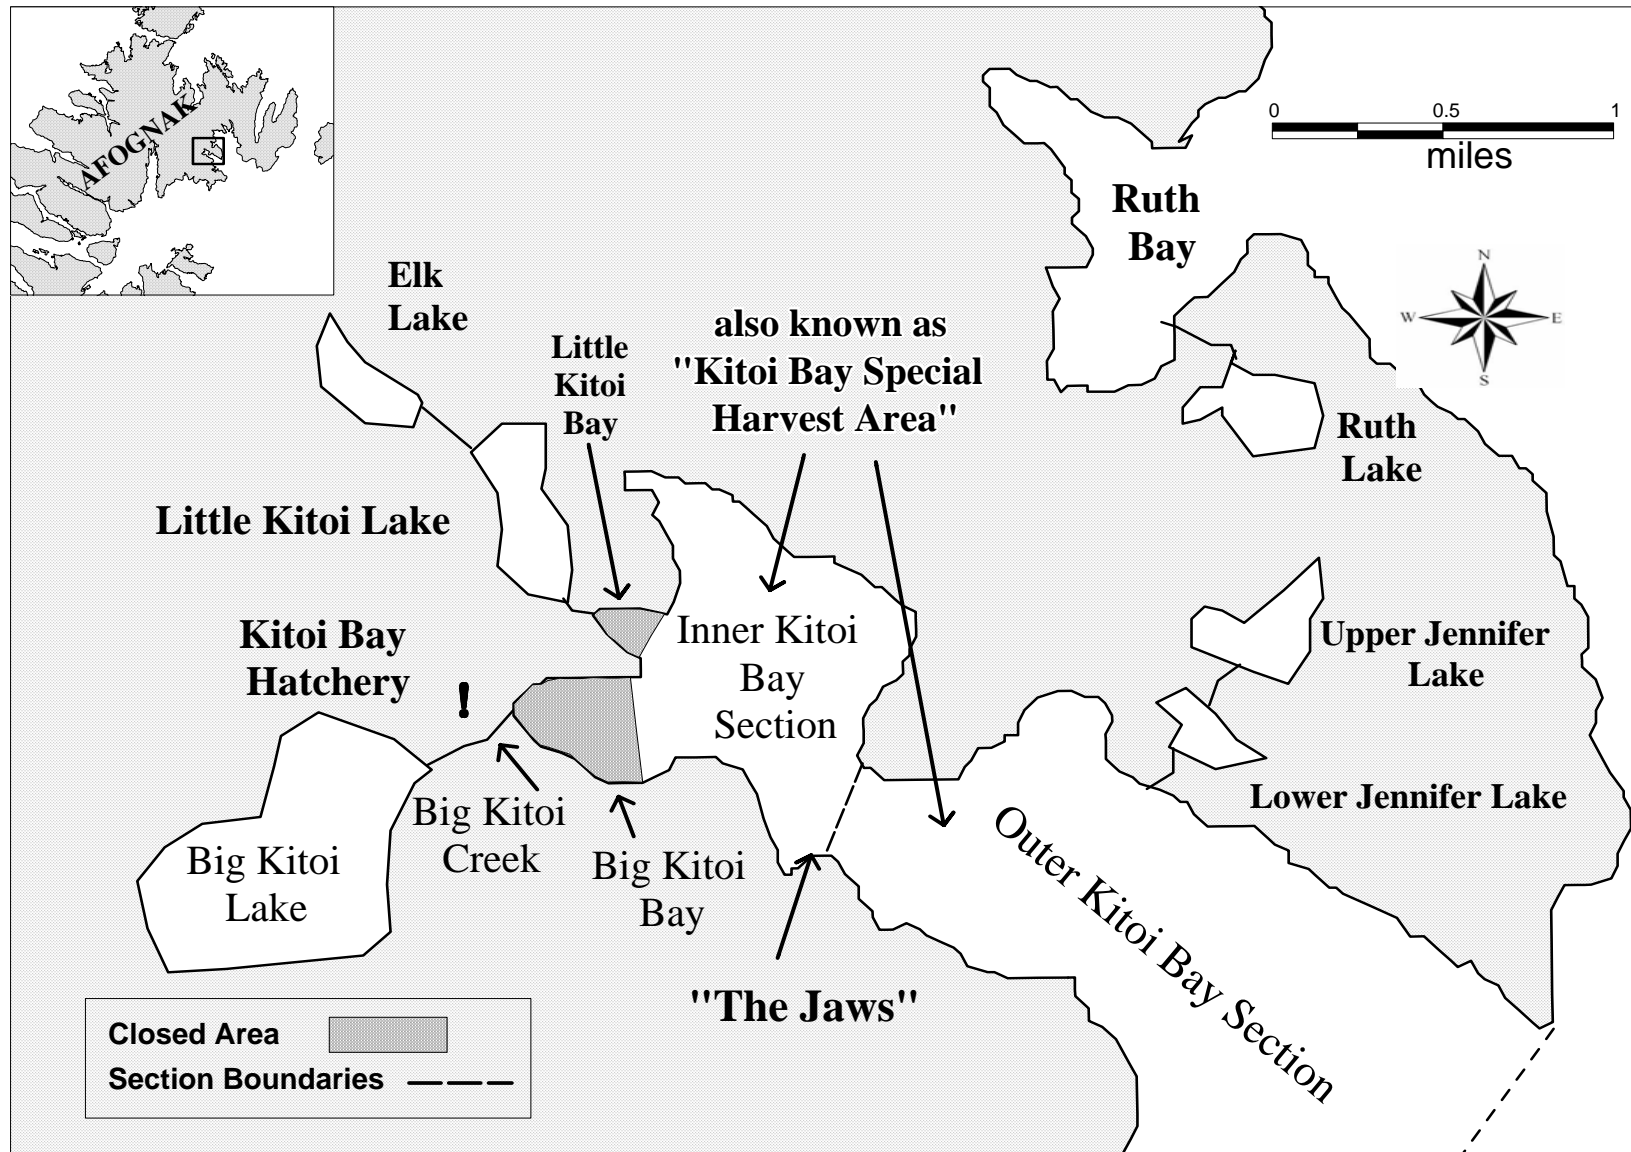 AFOGNAK
0 0.5 1
miles
Ruth
Bay
N
W E
S
Elk
Lake
Little
Kitoi
Bay
also known as
"Kitoi Bay Special
Harvest Area"
Ruth
Lake
Little Kitoi Lake
Kitoi Bay
Hatchery
!
Inner Kitoi
Bay
Section
Upper Jennifer
Lake
Lower Jennifer Lake
Big Kitoi
Creek
Big Kitoi
Lake
Big Kitoi
Bay
Outer Kitoi Bay Section
"The Jaws"
Closed Area
Section Boundaries